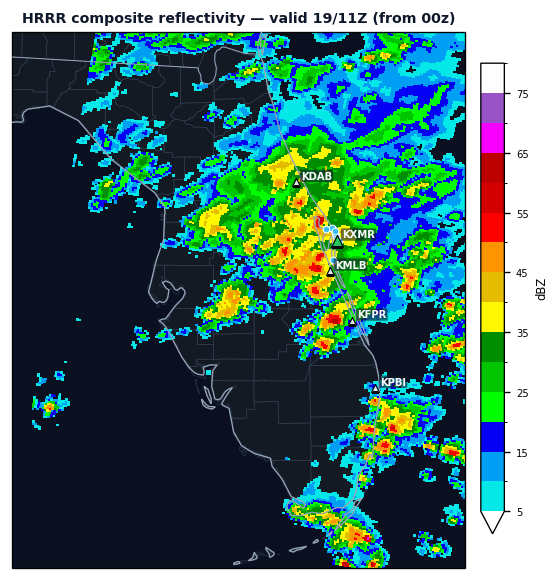 HRRR composite reflectivity — valid 19/11Z (from 00z)
KDAB
KXMR
KMLB
KFPR
KPBI
75
65
55
45
35
25
15
5
dBZ